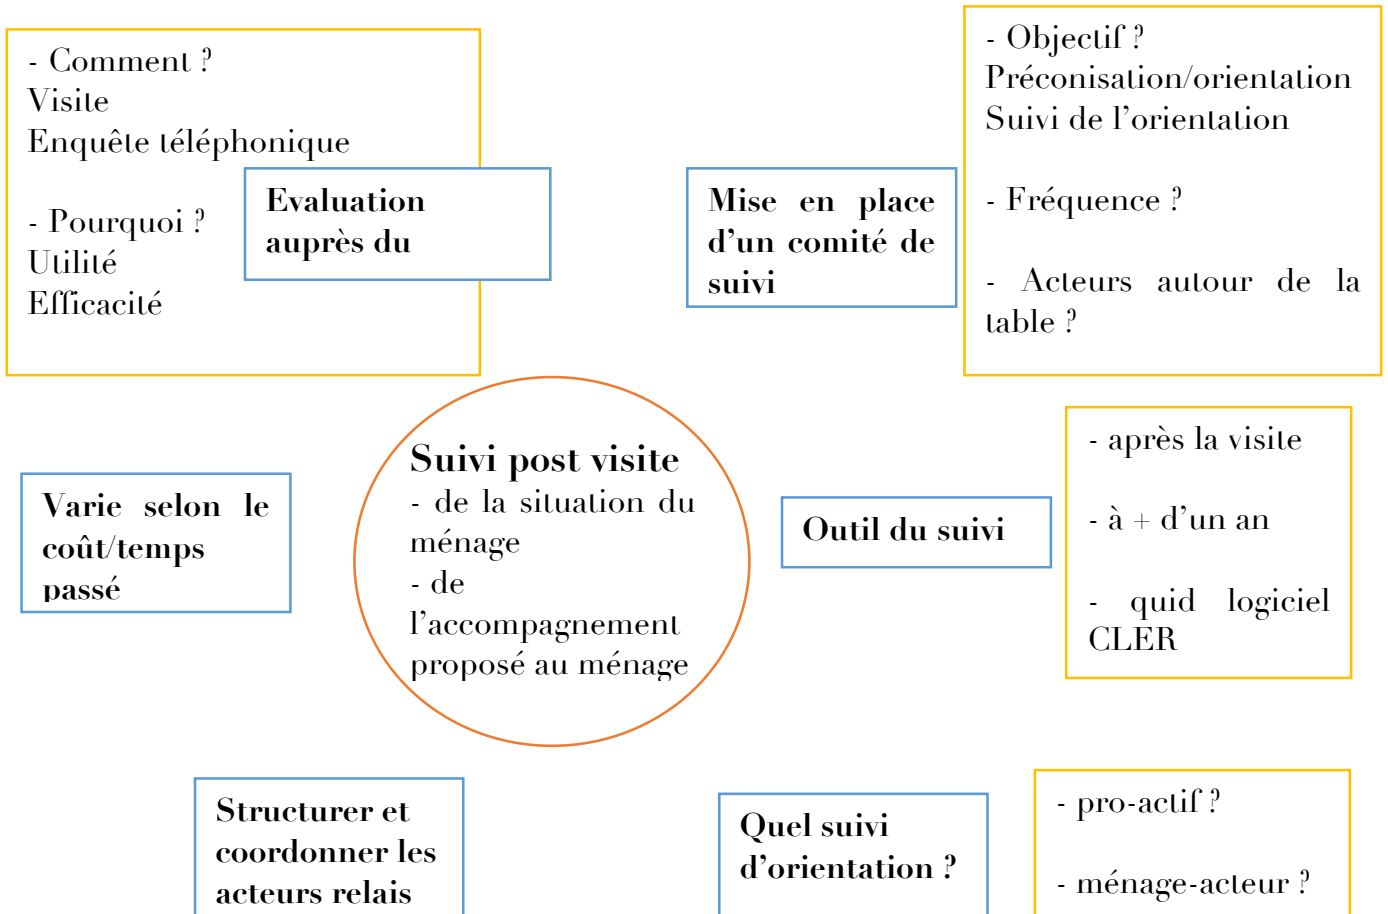 - Comment ?
Visite
Enquête téléphonique
- Pourquoi ?
Utilité
Efficacité
Evaluation
auprès du
Mise en place
d'un comité de
suivi
- Objectif ?
Préconisation/orientation
Suivi de l'orientation
- Fréquence ?
- Acteurs autour de la
table ?
Varie selon le
coût/temps
passé
Suivi post visite
- de la situation du
ménage
- de
l'accompagnement
proposé au ménage
Outil du suivi
- après la visite
- à + d'un an
- quid logiciel
CLER
Structurer et
coordonner les
acteurs relais
Quel suivi
d'orientation ?
- pro-actif ?
- ménage-acteur ?